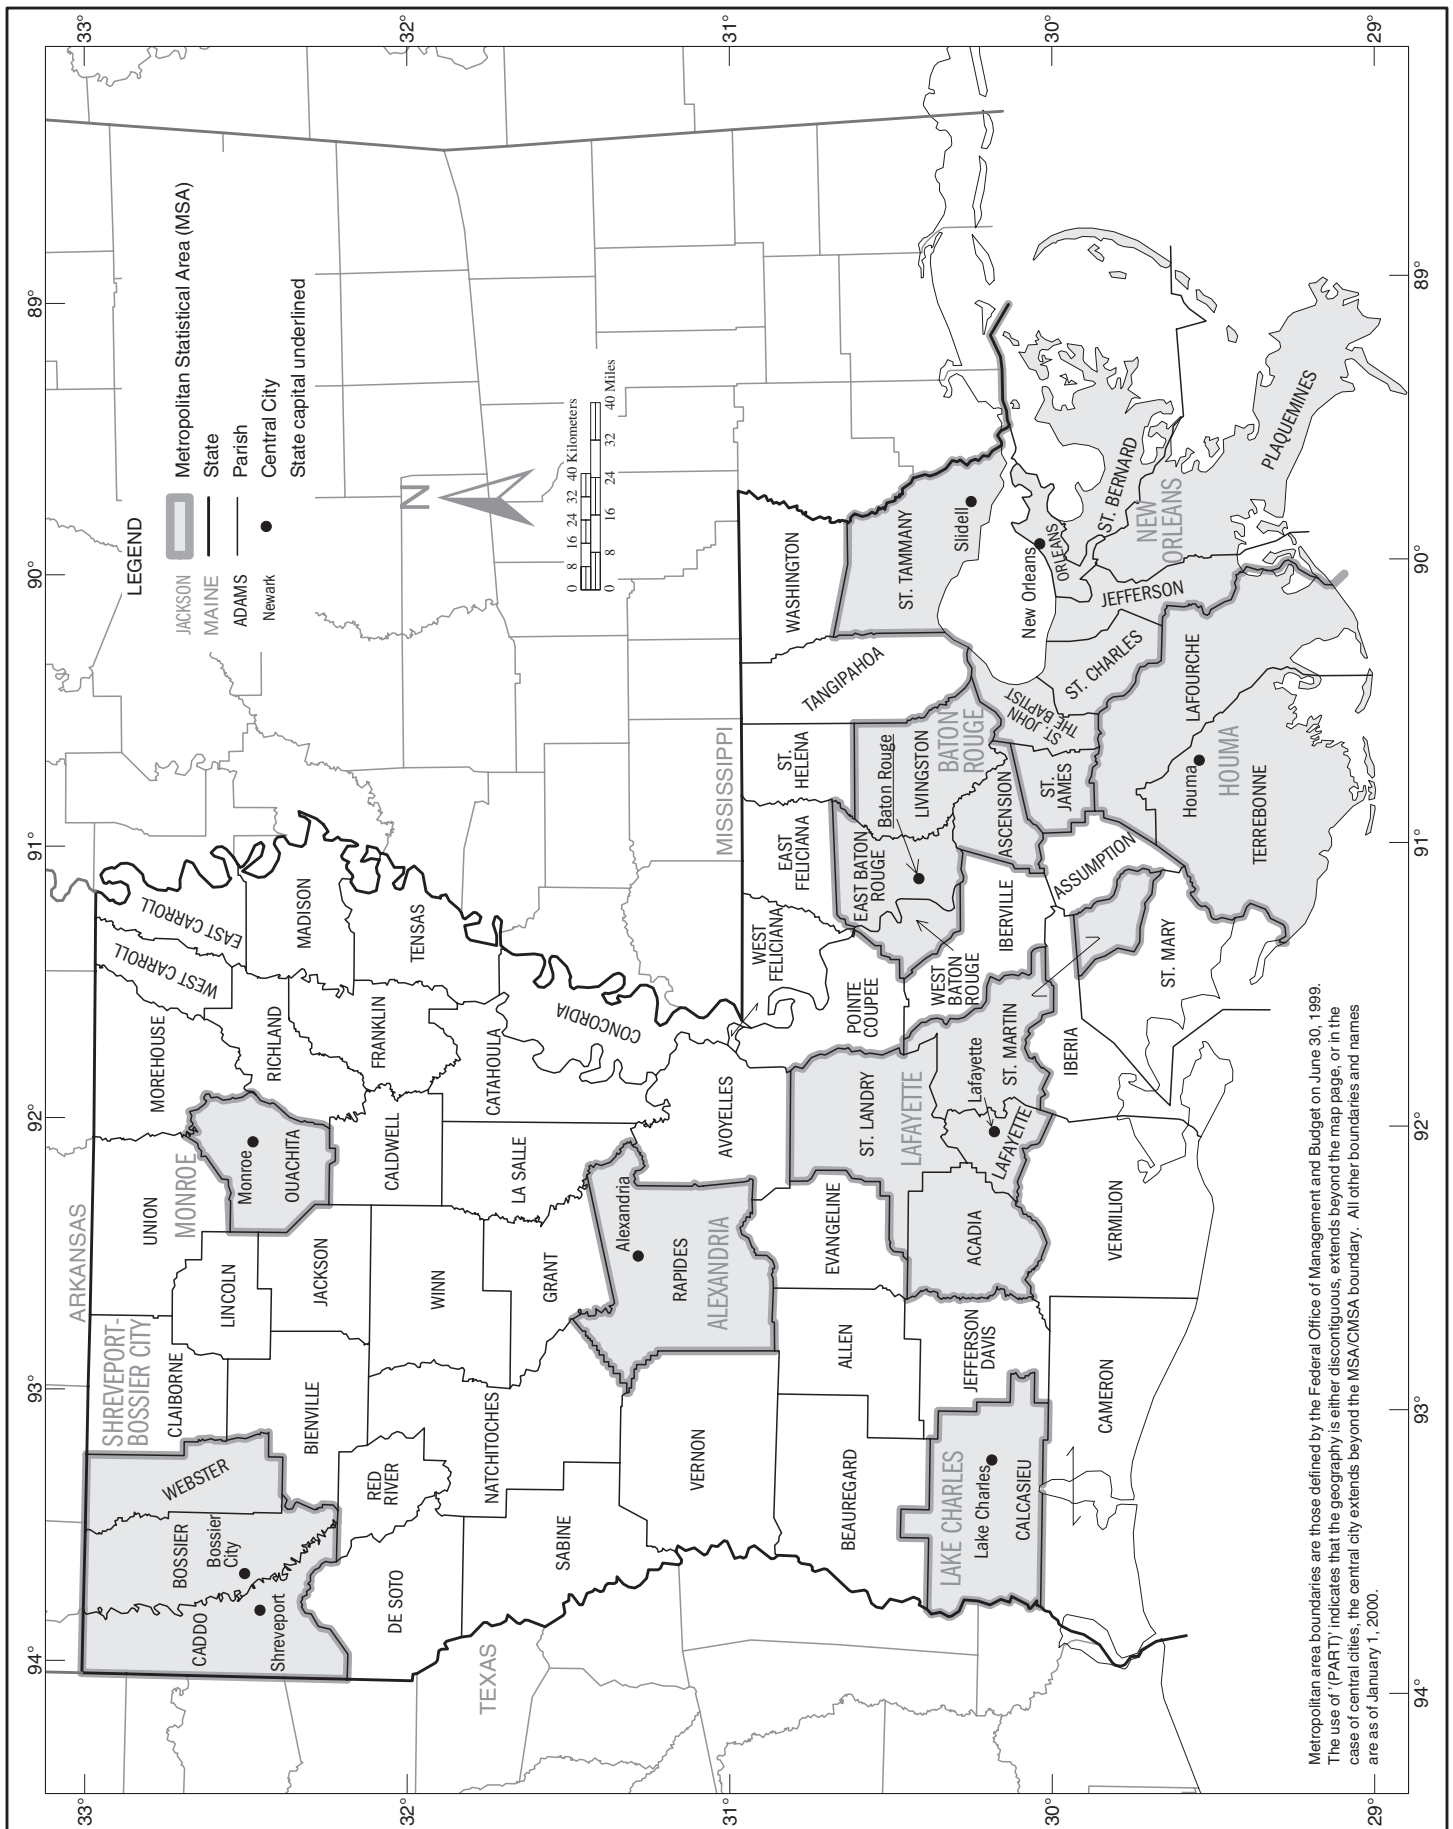 LEGEND
JACKSON Metropolitan Statistical Area (MSA)
MAINE State
ADAMS Parish
Newark Central City
State capital underlined
N
0 8 16 24 32 40 Kilometers
0 8 16 24 32 40 Miles
94° 93° 92° 91° 90° 89°
33° 33°
32° 32°
31° 31°
30° 30°
29° 29°
94° 93° 92° 91° 90° 89°
ARKANSAS
MISSISSIPPI
TEXAS
SHREVEPORT-
BOSSIER CITY
CADDO
Shreveport
BOSSIER
Bossier
City
WEBSTER
CLAIBORNE
LINCOLN
UNION
MONROE
Monroe
OUACHITA
MOREHOUSE
WEST CARROLL
EAST CARROLL
RICHLAND
MADISON
FRANKLIN
TENSAS
DE SOTO
RED
RIVER
BIENVILLE
JACKSON
WINN
CALDWELL
CATAHOULA
CONCORDIA
NATCHITOCHES
SABINE
GRANT
LA SALLE
VERNON
Alexandria
RAPIDES
ALEXANDRIA
AVOYELLES
BEAUREGARD
ALLEN
EVANGELINE
ST. LANDRY
LAFAYETTE
POINTE
COUPEE
WEST
FELICIANA
EAST
FELICIANA
ST.
HELENA
TANGIPAHOA
WASHINGTON
EAST BATON
ROUGE
Baton Rouge
LIVINGSTON
BATON
ROUGE
WEST
BATON
ROUGE
ST. TAMMANY
Slidell
LAKE CHARLES
Lake Charles
CALCASIEU
JEFFERSON
DAVIS
ACADIA
Lafayette
LAFAYETTE
ST. MARTIN
IBERVILLE
ASCENSION
ST.
JAMES
ST. JOHN
THE BAPTIST
ST. CHARLES
New Orleans
ORLEANS
JEFFERSON
ST. BERNARD
NEW
ORLEANS
PLAQUEMINES
CAMERON
VERMILION
IBERIA
ST. MARY
ASSUMPTION
LAFOURCHE
Houma
HOUMA
TERREBONNE
Metropolitan area boundaries are those defined by the Federal Office of Management and Budget on June 30, 1999.
The use of '(PART)' indicates that the geography is either discontiguous, extends beyond the map page, or in the
case of central cities, the central city extends beyond the MSA/CMSA boundary. All other boundaries and names
are as of January 1, 2000.